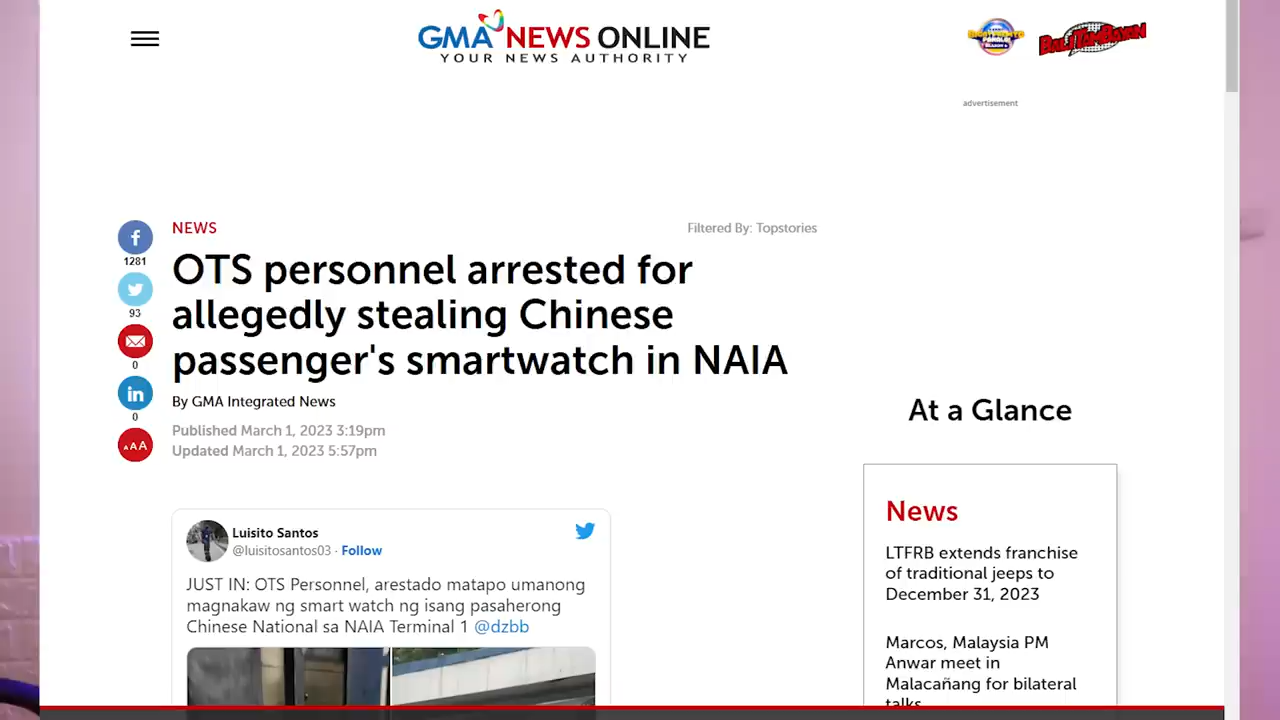 GMA NEWS ONLINE
YOUR NEWS AUTHORITY
BALITAMBAYAN
advertisement
NEWS
Filtered By: Topstories
OTS personnel arrested for
allegedly stealing Chinese
passenger's smartwatch in NAIA
By GMA Integrated News
Published March 1, 2023 3:19pm
Updated March 1, 2023 5:57pm
f
1281
93
0
in
0
AAA
Luisito Santos
@luisitosantos03 · Follow
JUST IN: OTS Personnel, arestado matapo umanong
magnakaw ng smart watch ng isang pasaherong
Chinese National sa NAIA Terminal 1 @dzbb
At a Glance
News
LTFRB extends franchise
of traditional jeeps to
December 31, 2023
Marcos, Malaysia PM
Anwar meet in
Malacañang for bilateral
talks